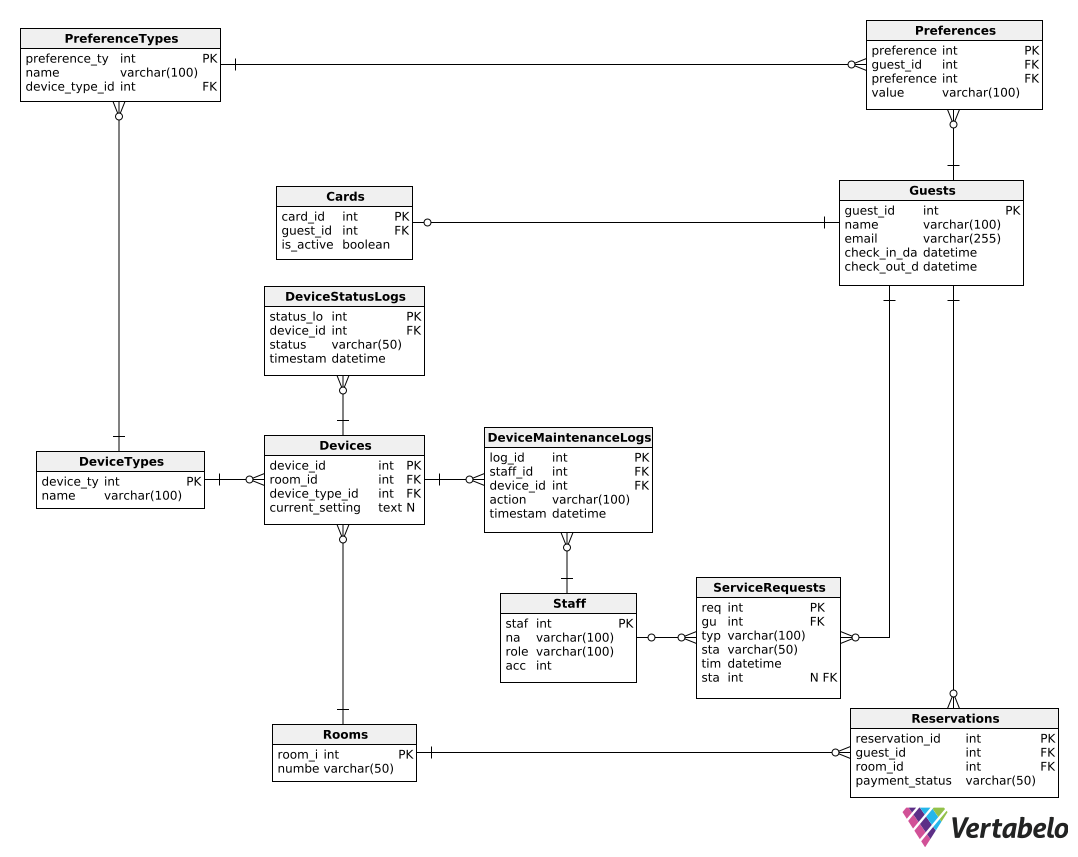 PreferenceTypes
preference_ty int PK
name varchar(100)
device_type_id int FK
Preferences
preference int PK
guest_id int FK
preference int FK
value varchar(100)
Cards
card_id int PK
guest_id int FK
is_active boolean
Guests
guest_id int PK
name varchar(100)
email varchar(255)
check_in_da datetime
check_out_d datetime
DeviceStatusLogs
status_lo int PK
device_id int FK
status varchar(50)
timestam datetime
DeviceTypes
device_ty int PK
name varchar(100)
Devices
device_id int PK
room_id int FK
device_type_id int FK
current_setting text N
DeviceMaintenanceLogs
log_id int PK
staff_id int FK
device_id int FK
action varchar(100)
timestam datetime
Staff
staf int PK
na varchar(100)
role varchar(100)
acc int
ServiceRequests
req int PK
gu int FK
typ varchar(100)
sta varchar(50)
tim datetime
sta int N FK
Rooms
room_i int PK
numbe varchar(50)
Reservations
reservation_id int PK
guest_id int FK
room_id int FK
payment_status varchar(50)
Vertabelo